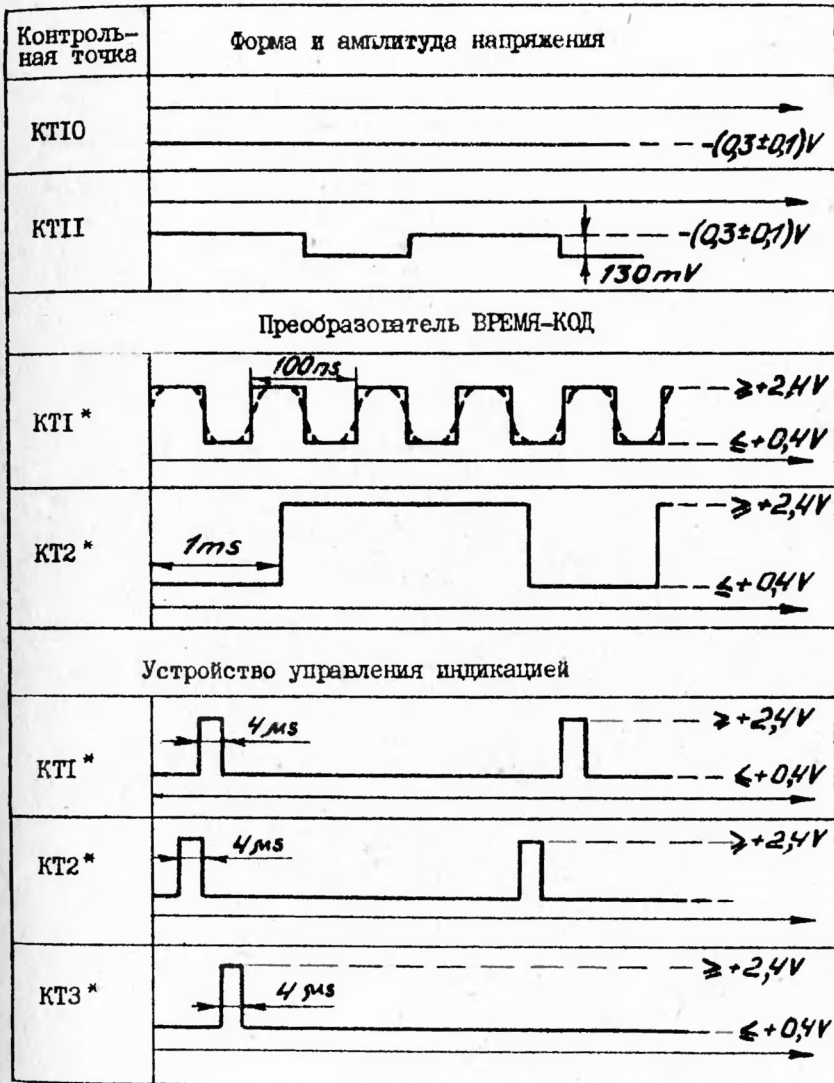 Контроль-
ная точка
Форма и амплитуда напряжения
КТ10
-(0,3±0,1)V
КТ11
-(0,3±0,1)V
130mV
Преобразователь ВРЕМЯ-КОД
КТ1*
100ns
≥+2,4V
≤+0,4V
КТ2*
1ms
≥+2,4V
≤+0,4V
Устройство управления индикацией
КТ1*
4μs
≥+2,4V
≤+0,4V
КТ2*
4μs
≥+2,4V
КТ3*
4μs
≥+2,4V
≤+0,4V